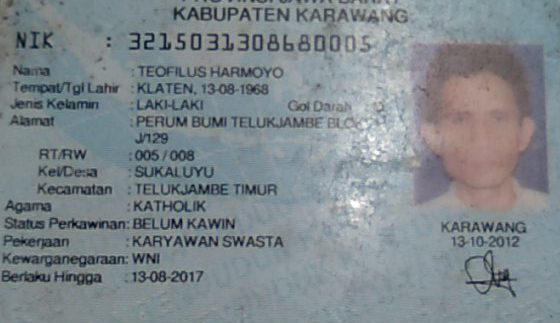 PROVINSI JAWA BARAT
KABUPATEN KARAWANG
NIK : 3215031308680005
Nama : TEOFILUS HARMOYO
Tempat/Tgl Lahir : KLATEN, 13-08-1968
Jenis Kelamin : LAKI-LAKI Gol Darah :
Alamat : PERUM BUMI TELUKJAMBE BLOK
J/129
RT/RW : 005 / 008
Kel/Desa : SUKALUYU
Kecamatan : TELUKJAMBE TIMUR
Agama : KATHOLIK
Status Perkawinan: BELUM KAWIN
Pekerjaan : KARYAWAN SWASTA
Kewarganegaraan: WNI
Berlaku Hingga : 13-08-2017
KARAWANG
13-10-2012